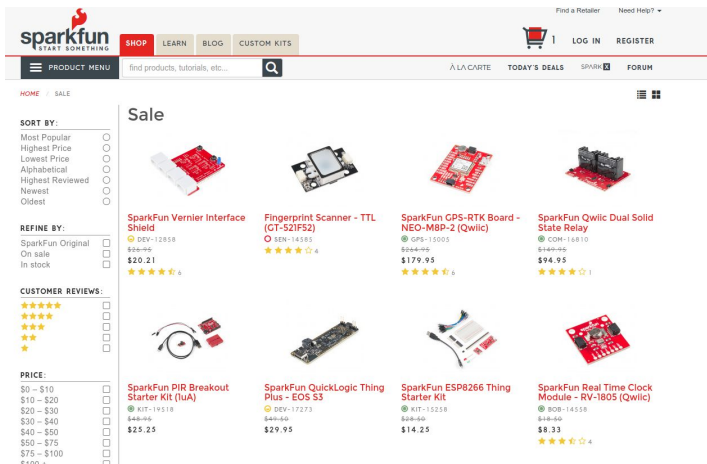 Find a Retailer Need Help?
sparkfun
START SOMETHING
SHOP LEARN BLOG CUSTOM KITS
1 LOG IN REGISTER
PRODUCT MENU
find products, tutorials, etc...
À LA CARTE TODAY'S DEALS SPARK X FORUM
HOME / SALE
Sale
SORT BY:
Most Popular
Highest Price
Lowest Price
Alphabetical
Highest Reviewed
Newest
Oldest
REFINE BY:
SparkFun Original
On sale
In stock
CUSTOMER REVIEWS:
PRICE:
$0 – $10
$10 – $20
$20 – $30
$30 – $40
$40 – $50
$50 – $75
$75 – $100
$100 +
SparkFun Vernier Interface
Shield
DEV-12858
$26.95
$20.21
6
Fingerprint Scanner - TTL
(GT-521F52)
SEN-14585
4
SparkFun GPS-RTK Board -
NEO-M8P-2 (Qwiic)
GPS-15005
$264.95
$179.95
6
SparkFun Qwiic Dual Solid
State Relay
COM-16810
$149.95
$94.95
1
SparkFun PIR Breakout
Starter Kit (1uA)
KIT-19518
$48.95
$25.25
SparkFun QuickLogic Thing
Plus - EOS S3
DEV-17273
$49.50
$29.95
SparkFun ESP8266 Thing
Starter Kit
KIT-15258
$28.50
$14.25
SparkFun Real Time Clock
Module - RV-1805 (Qwiic)
BOB-14558
$18.50
$8.33
4